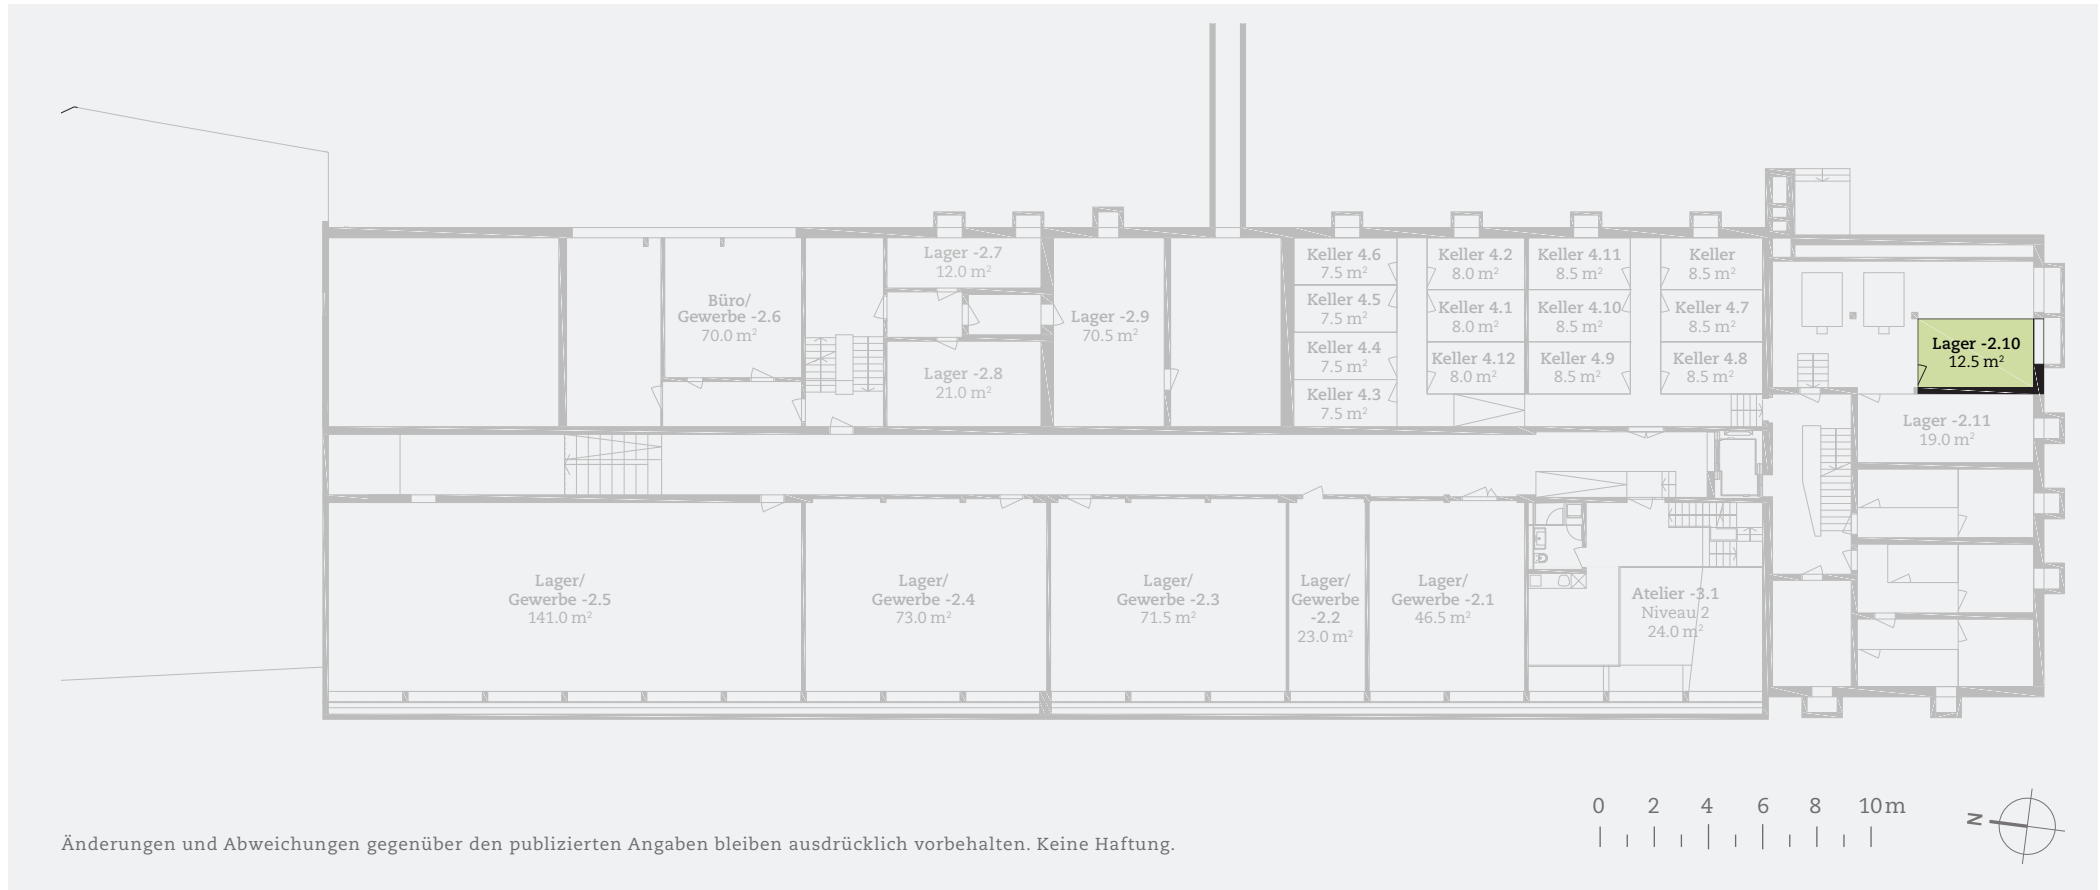 Lager -2.7
12.0 m²
Büro/
Gewerbe -2.6
70.0 m²
Lager -2.8
21.0 m²
Lager -2.9
70.5 m²
Keller 4.6
7.5 m²
Keller 4.5
7.5 m²
Keller 4.4
7.5 m²
Keller 4.3
7.5 m²
Keller 4.2
8.0 m²
Keller 4.1
8.0 m²
Keller 4.12
8.0 m²
Keller 4.11
8.5 m²
Keller 4.10
8.5 m²
Keller 4.9
8.5 m²
Keller
8.5 m²
Keller 4.7
8.5 m²
Keller 4.8
8.5 m²
Lager -2.10
12.5 m²
Lager -2.11
19.0 m²
Lager/
Gewerbe -2.5
141.0 m²
Lager/
Gewerbe -2.4
73.0 m²
Lager/
Gewerbe -2.3
71.5 m²
Lager/
Gewerbe
-2.2
23.0 m²
Lager/
Gewerbe -2.1
46.5 m²
Atelier -3.1
Niveau 2
24.0 m²
0 2 4 6 8 10 m
N
Änderungen und Abweichungen gegenüber den publizierten Angaben bleiben ausdrücklich vorbehalten. Keine Haftung.